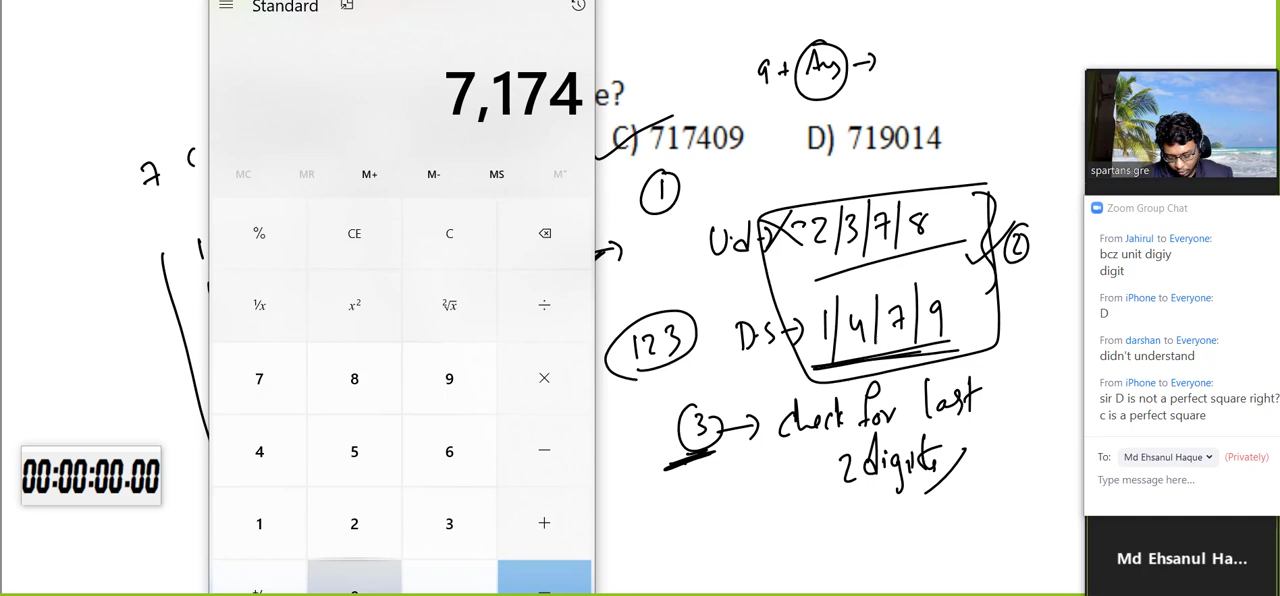 Standard
7,174
MC MR M+ M- MS M˅
% CE C
¹/x x² ²√x ÷
7 8 9 ×
4 5 6 −
1 2 3 +
00:00:00.00
7
e?
C) 717409 D) 719014
9 + Ans →
1
U.d → 2/3/7/8
2
D.S → 1/4/7/9
123
3 → check for last
2 digits
spartans gre
Zoom Group Chat
From Jahirul to Everyone:
bcz unit digiy
digit
From iPhone to Everyone:
D
From darshan to Everyone:
didn't understand
From iPhone to Everyone:
sir D is not a perfect square right?
c is a perfect square
To: Md Ehsanul Haque (Privately)
Type message here...
Md Ehsanul Ha...